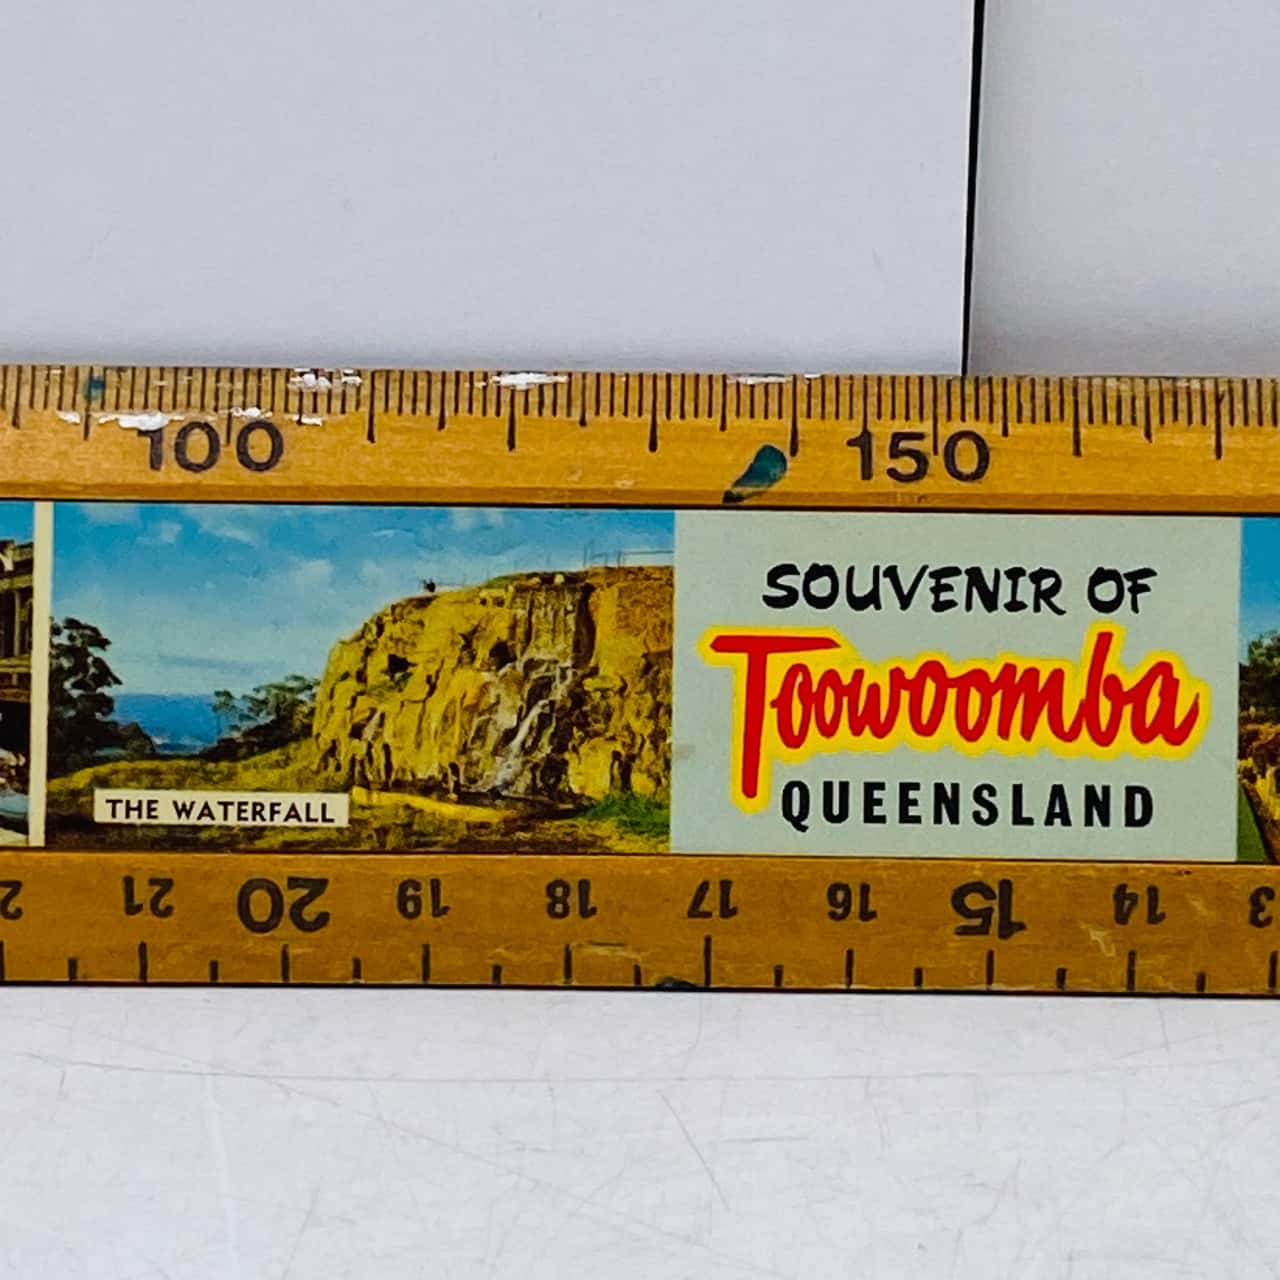 100 150
SOUVENIR OF
Toowoomba
QUEENSLAND
THE WATERFALL
21 20 19 18 17 16 15 14